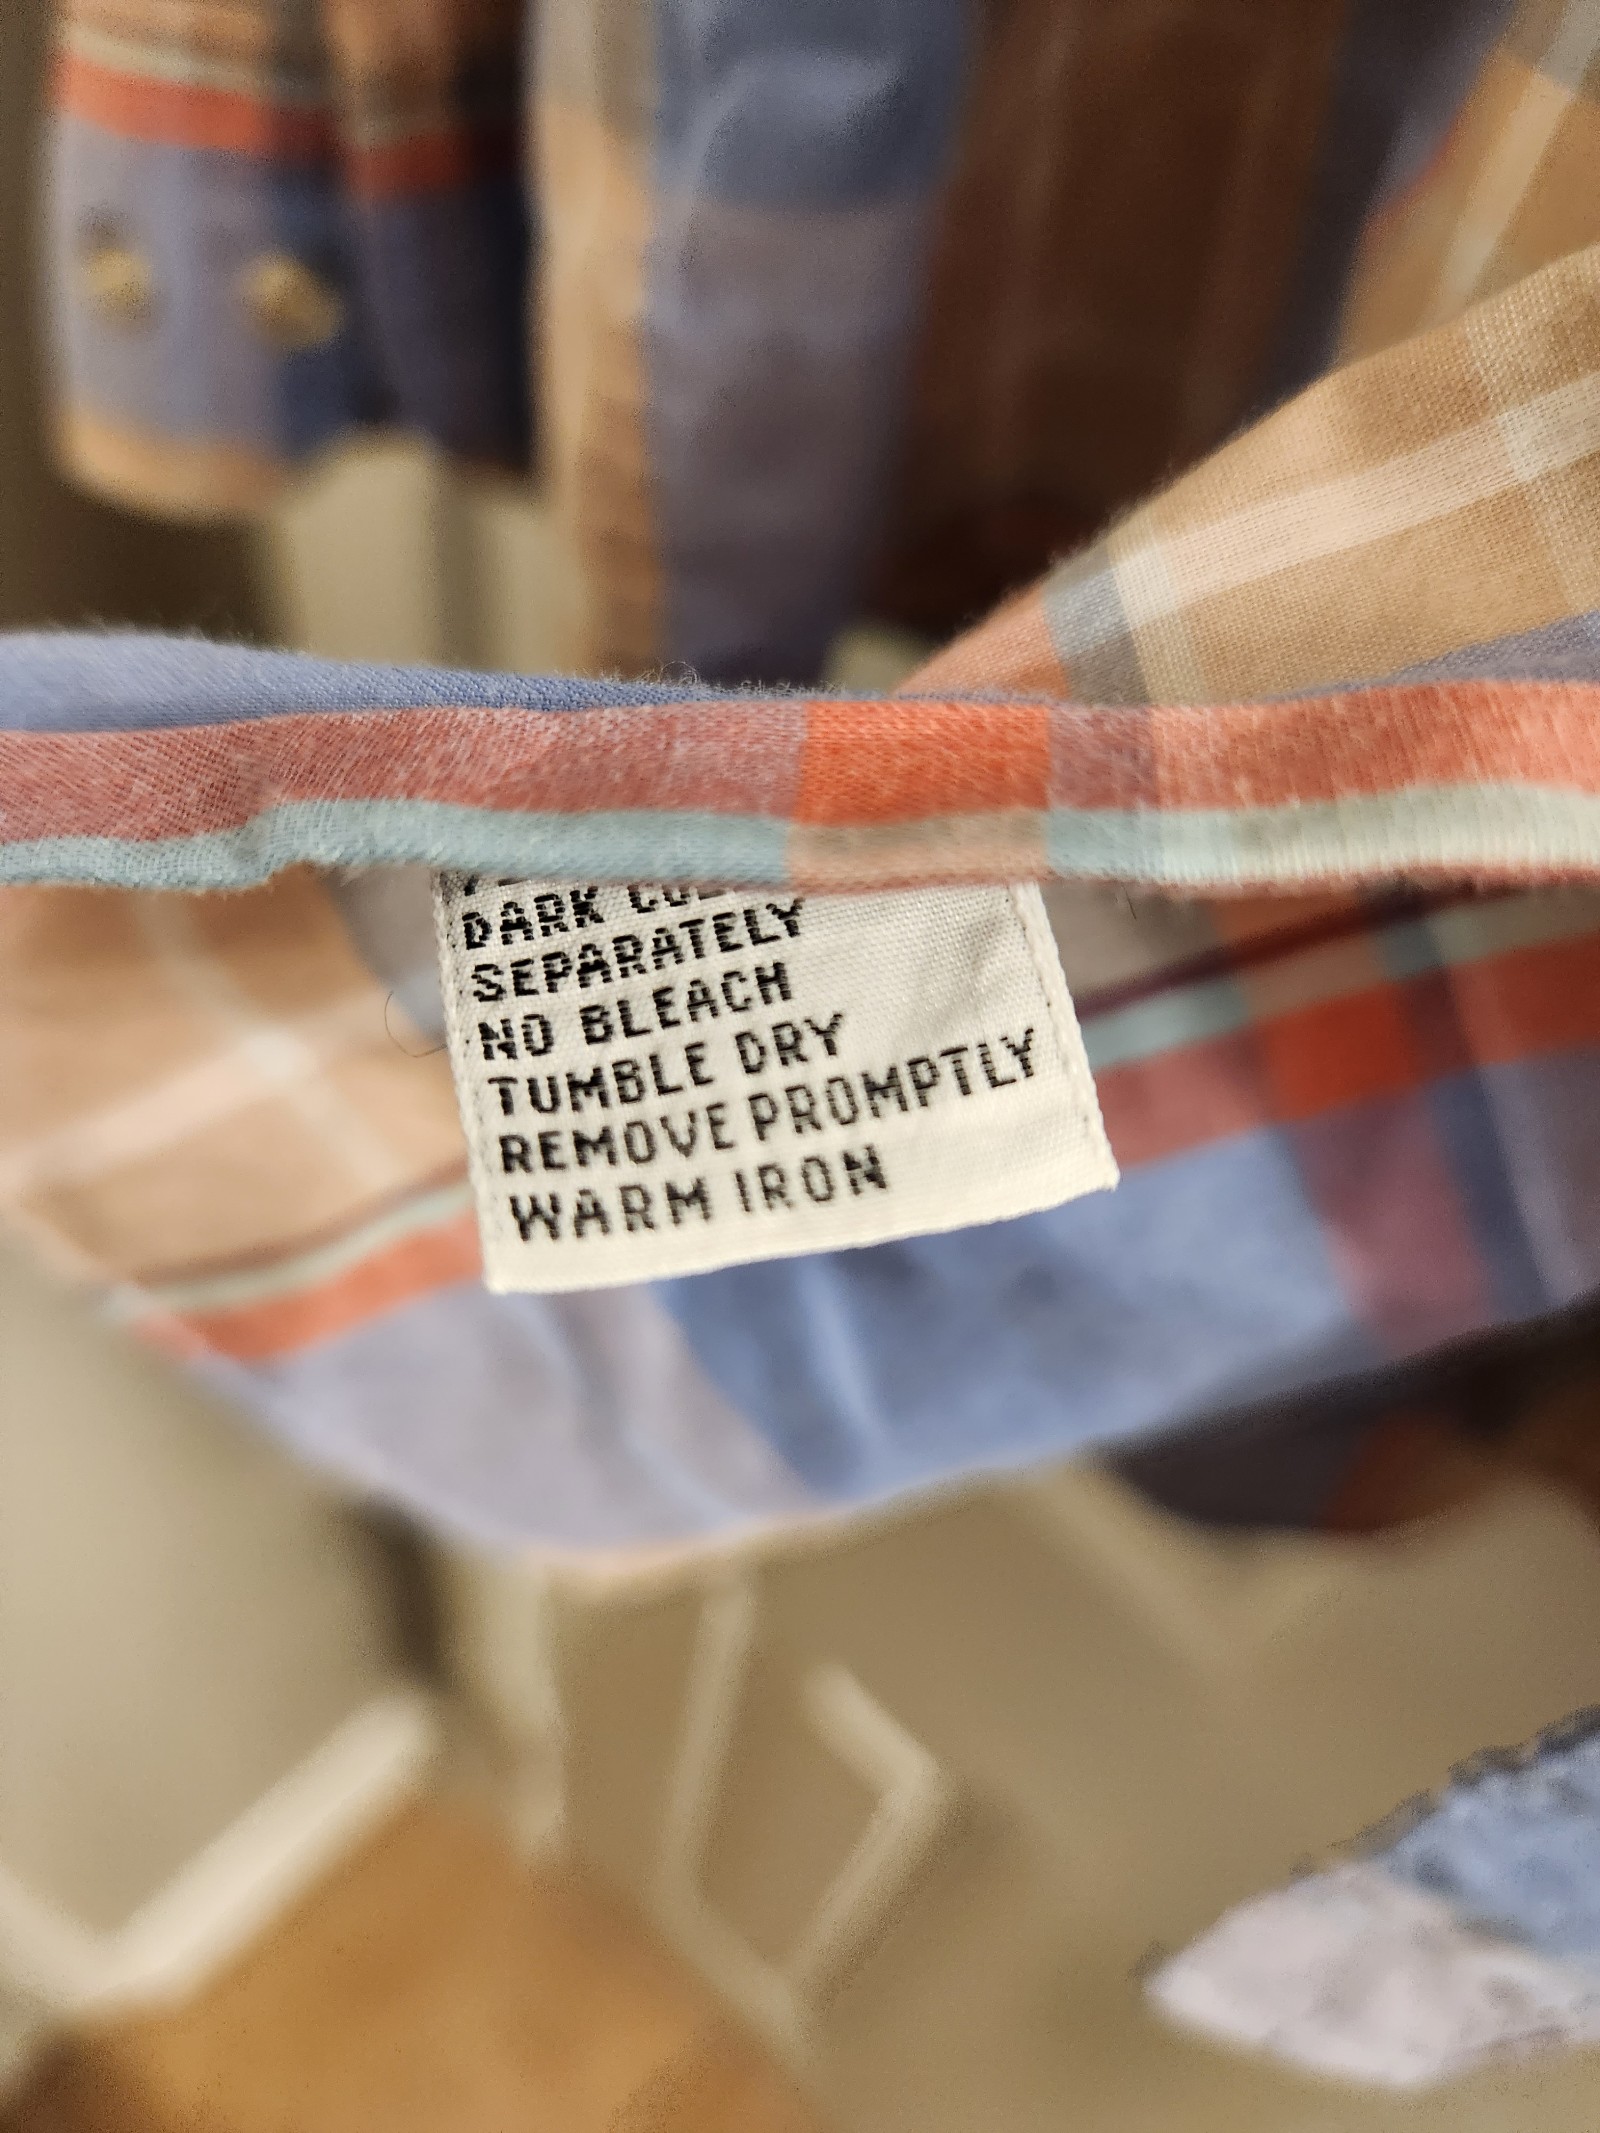 DARK
SEPARATELY
NO BLEACH
TUMBLE DRY
REMOVE PROMPTLY
WARM IRON